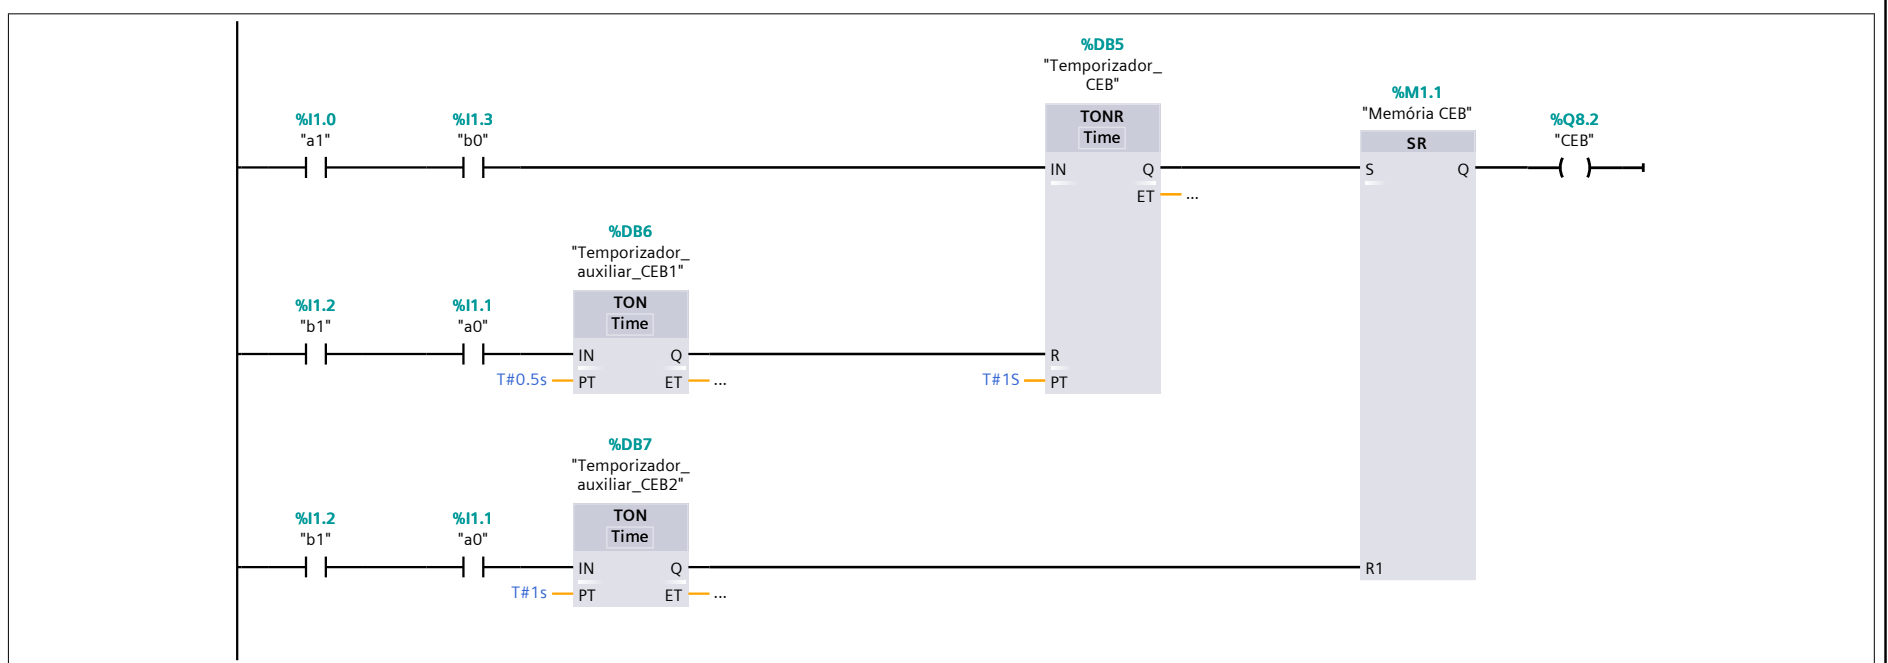 %DB5
"Temporizador_
CEB"
%M1.1
"Memória CEB"
%I1.0
"a1"
%I1.3
"b0"
TONR
Time
SR
%Q8.2
"CEB"
IN
Q
ET
...
S
Q
%DB6
"Temporizador_
auxiliar_CEB1"
%I1.2
"b1"
%I1.1
"a0"
TON
Time
IN
Q
T#0.5s
PT
ET
...
R
T#1S
PT
%DB7
"Temporizador_
auxiliar_CEB2"
%I1.2
"b1"
%I1.1
"a0"
TON
Time
IN
Q
T#1s
PT
ET
...
R1